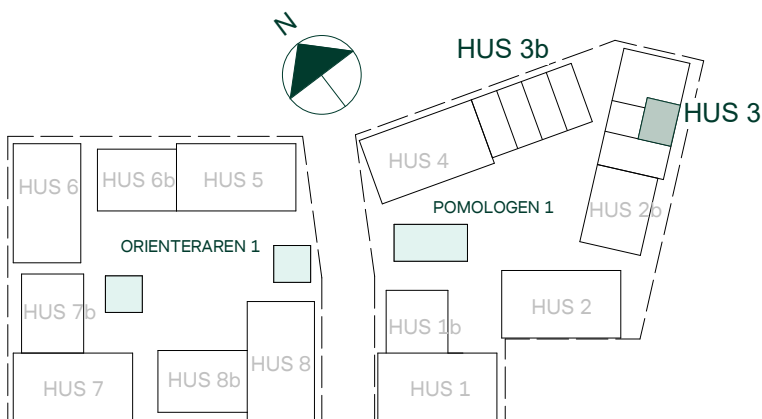 N
HUS 3b
HUS 3
HUS 4
HUS 6
HUS 6b
HUS 5
POMOLOGEN 1
HUS 2b
ORIENTERAREN 1
HUS 7b
HUS 2
HUS 1b
HUS 8
HUS 8b
HUS 7
HUS 1